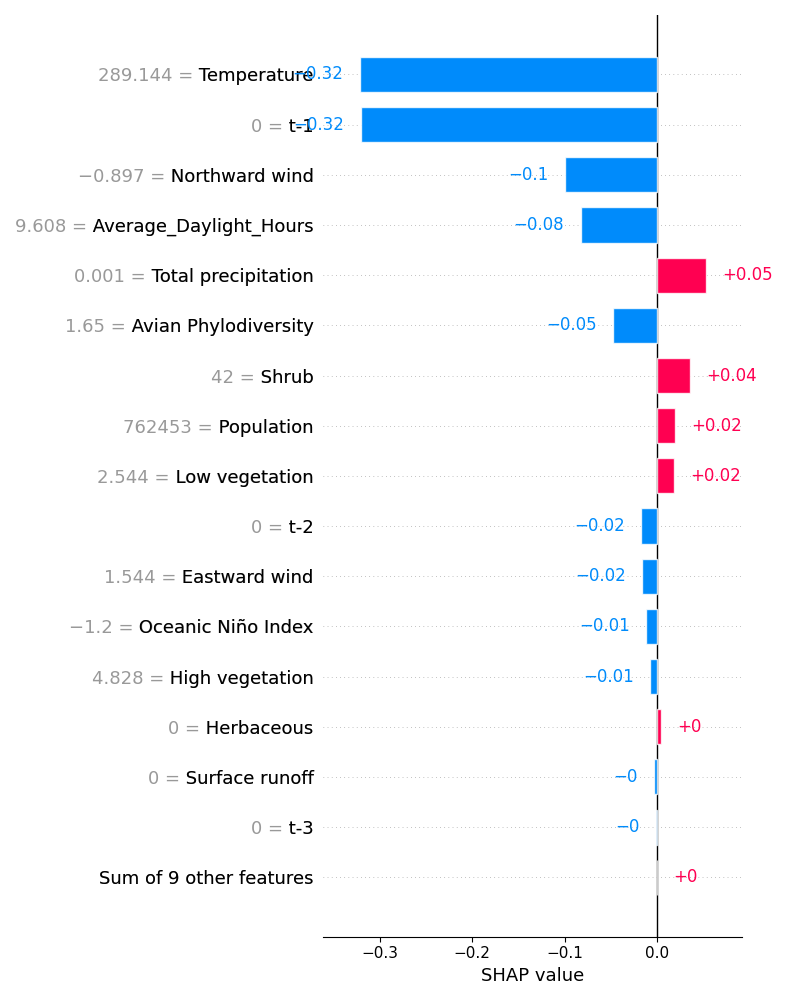 289.144 = Temperature −0.32
0 = t-1 −0.32
−0.897 = Northward wind −0.1
9.608 = Average_Daylight_Hours −0.08
0.001 = Total precipitation +0.05
1.65 = Avian Phylodiversity −0.05
42 = Shrub +0.04
762453 = Population +0.02
2.544 = Low vegetation +0.02
0 = t-2 −0.02
1.544 = Eastward wind −0.02
−1.2 = Oceanic Niño Index −0.01
4.828 = High vegetation −0.01
0 = Herbaceous +0
0 = Surface runoff −0
0 = t-3 −0
Sum of 9 other features +0
−0.3 −0.2 −0.1 0.0
SHAP value